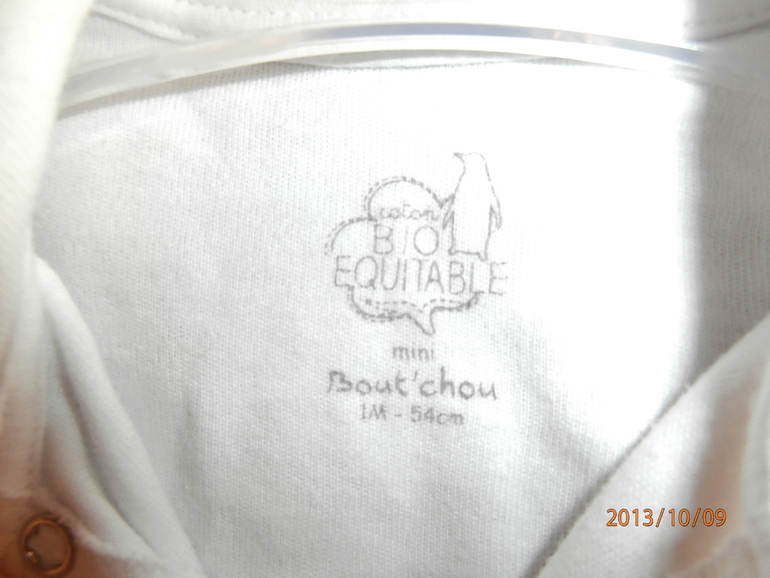 coton
BIO
EQUITABLE
mini
Bout'chou
1M - 54cm
2013/10/09